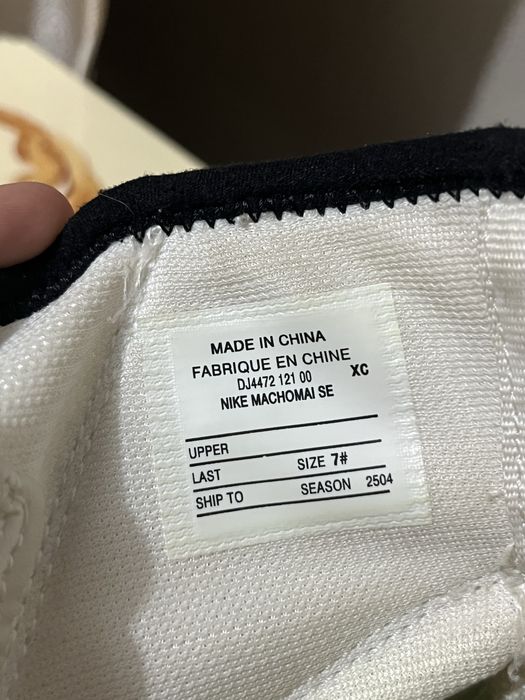 MADE IN CHINA
FABRIQUE EN CHINE
DJ4472 121 00 XC
NIKE MACHOMAI SE
UPPER
LAST SIZE 7#
SHIP TO SEASON 2504